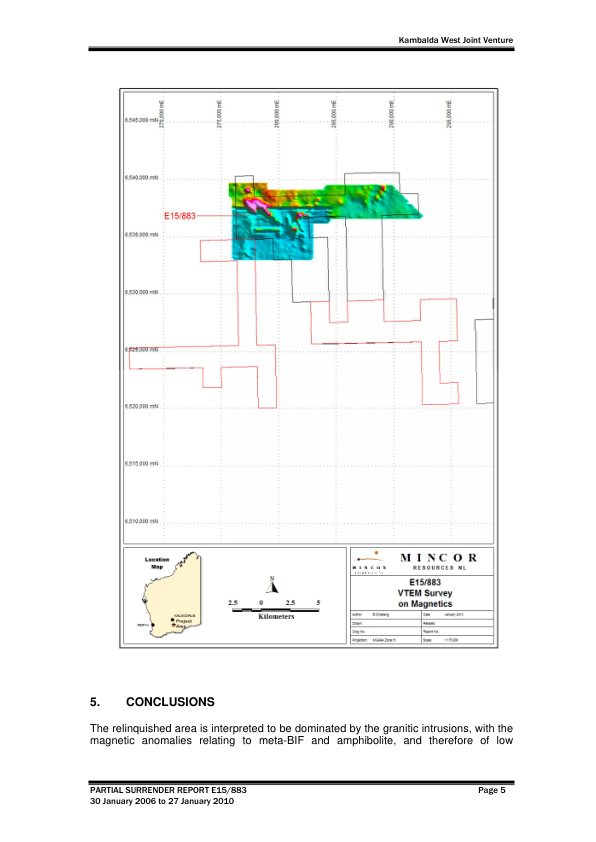 Kambalda West Joint Venture
270,000 mE
275,000 mE
280,000 mE
285,000 mE
290,000 mE
295,000 mE
6,545,000 mN
6,540,000 mN
E15/883
6,535,000 mN
6,530,000 mN
6,525,000 mN
6,520,000 mN
6,515,000 mN
6,510,000 mN
Location
Map
KALGOORLIE
Project
Area
PERTH
N
2.5 0 2.5 5
Kilometers
MINCOR
MINCOR
RESOURCES NL
E15/883
VTEM Survey
on Magnetics
Author:
Date: January 2010
Drawn:
Revised:
Dwg No:
Report no:
Projection: MGA94 Zone 51
Scale: 1:175,000
5. CONCLUSIONS
The relinquished area is interpreted to be dominated by the granitic intrusions, with the
magnetic anomalies relating to meta-BIF and amphibolite, and therefore of low
PARTIAL SURRENDER REPORT E15/883 Page 5
30 January 2006 to 27 January 2010